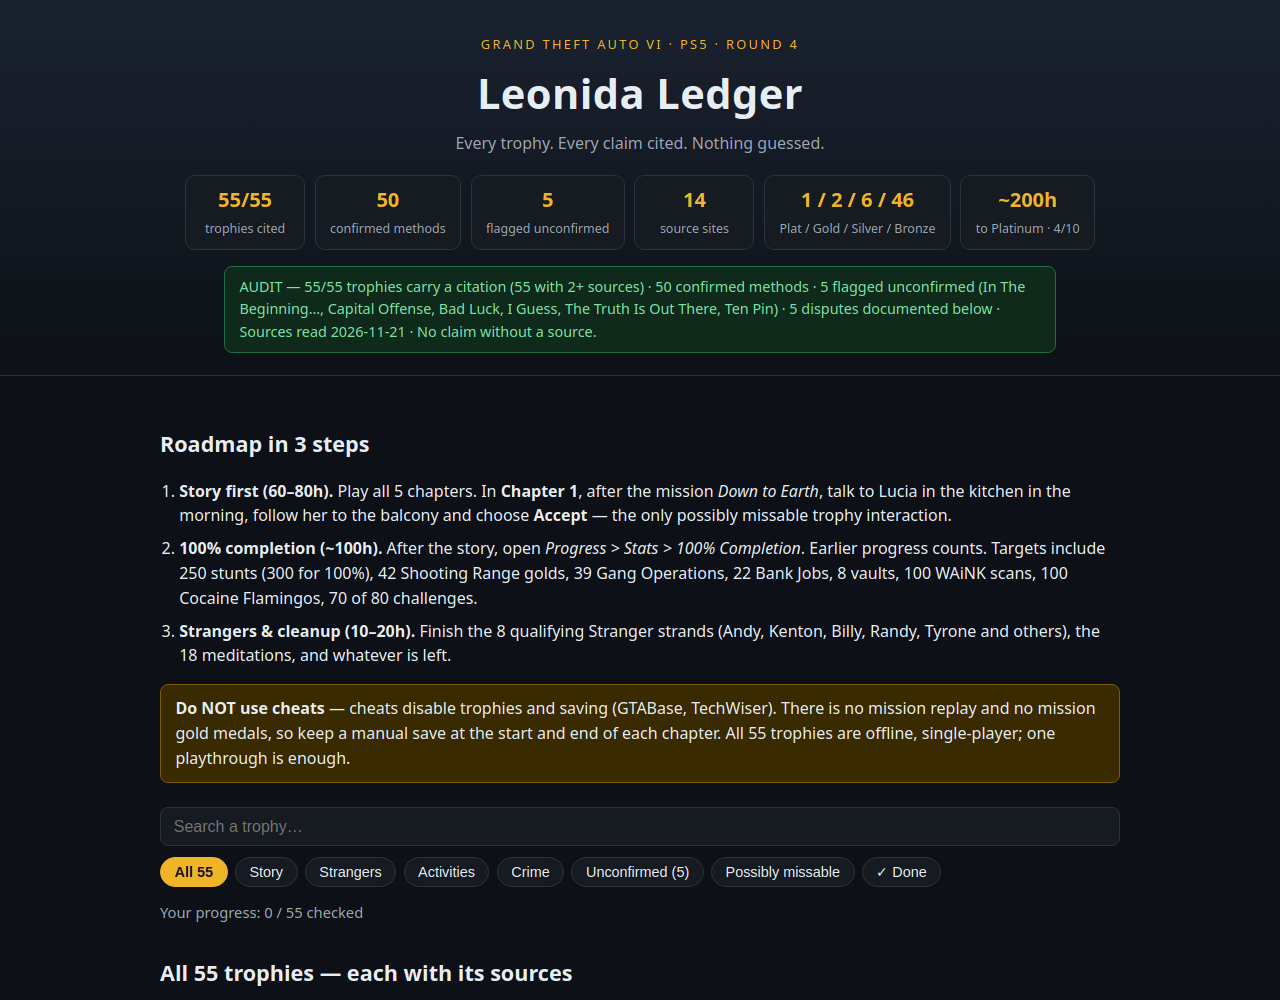 GRAND THEFT AUTO VI · PS5 · ROUND 4
Leonida Ledger
Every trophy. Every claim cited. Nothing guessed.
55/55
trophies cited
50
confirmed methods
5
flagged unconfirmed
14
source sites
1 / 2 / 6 / 46
Plat / Gold / Silver / Bronze
~200h
to Platinum · 4/10
AUDIT — 55/55 trophies carry a citation (55 with 2+ sources) · 50 confirmed methods · 5 flagged unconfirmed (In The
Beginning..., Capital Offense, Bad Luck, I Guess, The Truth Is Out There, Ten Pin) · 5 disputes documented below ·
Sources read 2026-11-21 · No claim without a source.
Roadmap in 3 steps
1. Story first (60–80h). Play all 5 chapters. In Chapter 1, after the mission Down to Earth, talk to Lucia in the kitchen in the
morning, follow her to the balcony and choose Accept — the only possibly missable trophy interaction.
2. 100% completion (~100h). After the story, open Progress > Stats > 100% Completion. Earlier progress counts. Targets include
250 stunts (300 for 100%), 42 Shooting Range golds, 39 Gang Operations, 22 Bank Jobs, 8 vaults, 100 WAiNK scans, 100
Cocaine Flamingos, 70 of 80 challenges.
3. Strangers & cleanup (10–20h). Finish the 8 qualifying Stranger strands (Andy, Kenton, Billy, Randy, Tyrone and others), the
18 meditations, and whatever is left.
Do NOT use cheats — cheats disable trophies and saving (GTABase, TechWiser). There is no mission replay and no mission
gold medals, so keep a manual save at the start and end of each chapter. All 55 trophies are offline, single-player; one
playthrough is enough.
Search a trophy…
All 55 Story Strangers Activities Crime Unconfirmed (5) Possibly missable ✓ Done
Your progress: 0 / 55 checked
All 55 trophies — each with its sources